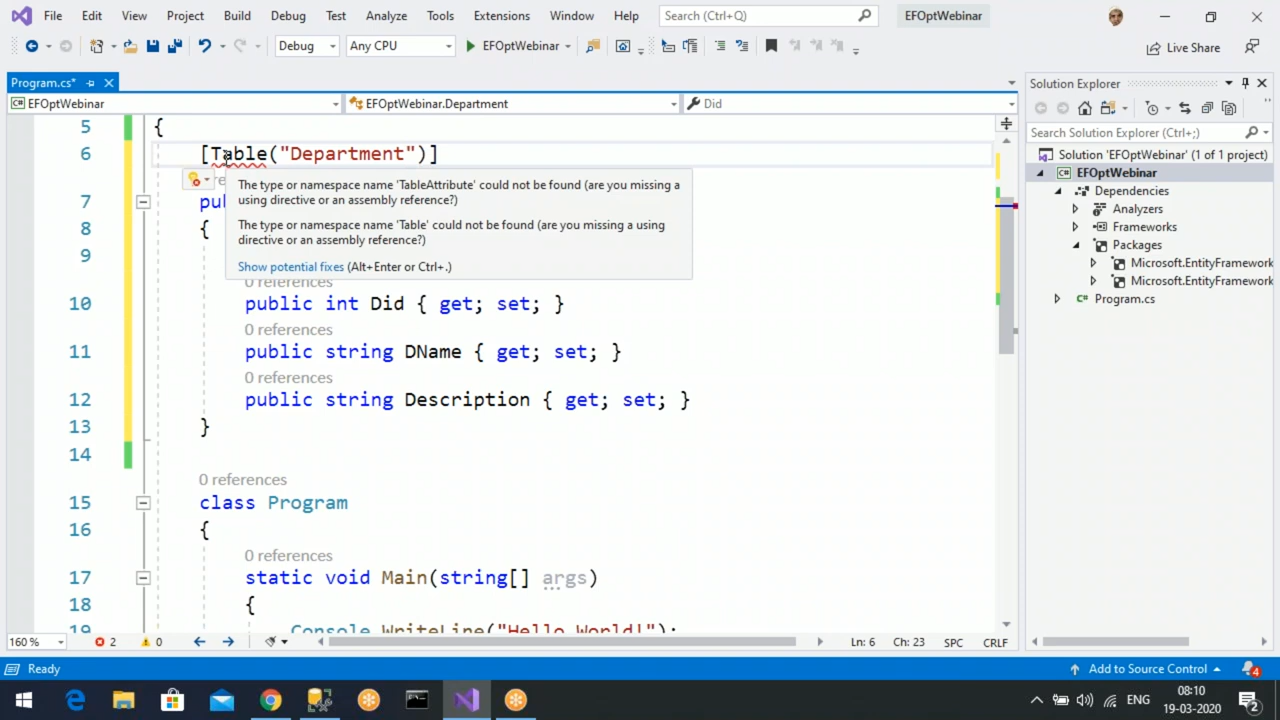 File Edit View Project Build Debug Test Analyze Tools Extensions Window Help Search (Ctrl+Q) EFOptWebinar
Debug Any CPU EFOptWebinar Live Share
Program.cs*
EFOptWebinar EFOptWebinar.Department Did
5 {
6 [Table("Department")]
The type or namespace name 'TableAttribute' could not be found (are you missing a
using directive or an assembly reference?)
The type or namespace name 'Table' could not be found (are you missing a using
directive or an assembly reference?)
Show potential fixes (Alt+Enter or Ctrl+.)
7 pu
8 {
9
0 references
10 public int Did { get; set; }
0 references
11 public string DName { get; set; }
0 references
12 public string Description { get; set; }
13 }
14
0 references
15 class Program
16 {
0 references
17 static void Main(string[] args)
18 {
19 Console.WriteLine("Hello World!");
160 % 2 0 Ln: 6 Ch: 23 SPC CRLF
Solution Explorer
Search Solution Explorer (Ctrl+;)
Solution 'EFOptWebinar' (1 of 1 project)
EFOptWebinar
Dependencies
Analyzers
Frameworks
Packages
Microsoft.EntityFramework
Microsoft.EntityFramework
C# Program.cs
Ready Add to Source Control 4
ENG 08:10
19-03-2020 2